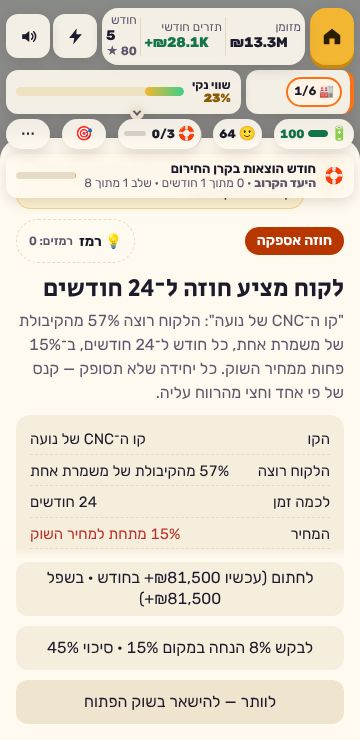 מזומן
₪13.3M
תזרים חודשי
+₪28.1K
חודש
5
★ 80
1/6
שווי נקי
23%
100
64
0/3
...
חודש הוצאות בקרן החירום
היעד הקרוב • 0 מתוך 1 חודשים • שלב 1 מתוך 8
חוזה אספקה
רמז רמזים: 0
לקוח מציע חוזה ל־24 חודשים
"קו ה־CNC של נועה": הלקוח רוצה 57% מהקיבולת
של משמרת אחת, כל חודש ל־24 חודשים, ב־15%
פחות ממחיר השוק. כל יחידה שלא תסופק — קנס
של פי אחד וחצי מהרווח עליה.
הקו
קו ה־CNC של נועה
הלקוח רוצה
57% מהקיבולת של משמרת אחת
לכמה זמן
24 חודשים
המחיר
15% מתחת למחיר השוק
לחתום (עכשיו ₪81,500+ בחודש • בשפל
₪81,500+)
לבקש 8% הנחה במקום 15% • סיכוי 45%
לוותר — להישאר בשוק הפתוח